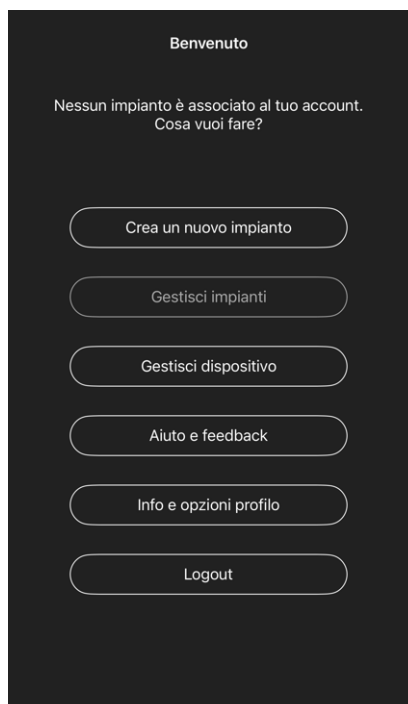 Benvenuto
Nessun impianto è associato al tuo account.
Cosa vuoi fare?
Crea un nuovo impianto
Gestisci impianti
Gestisci dispositivo
Aiuto e feedback
Info e opzioni profilo
Logout